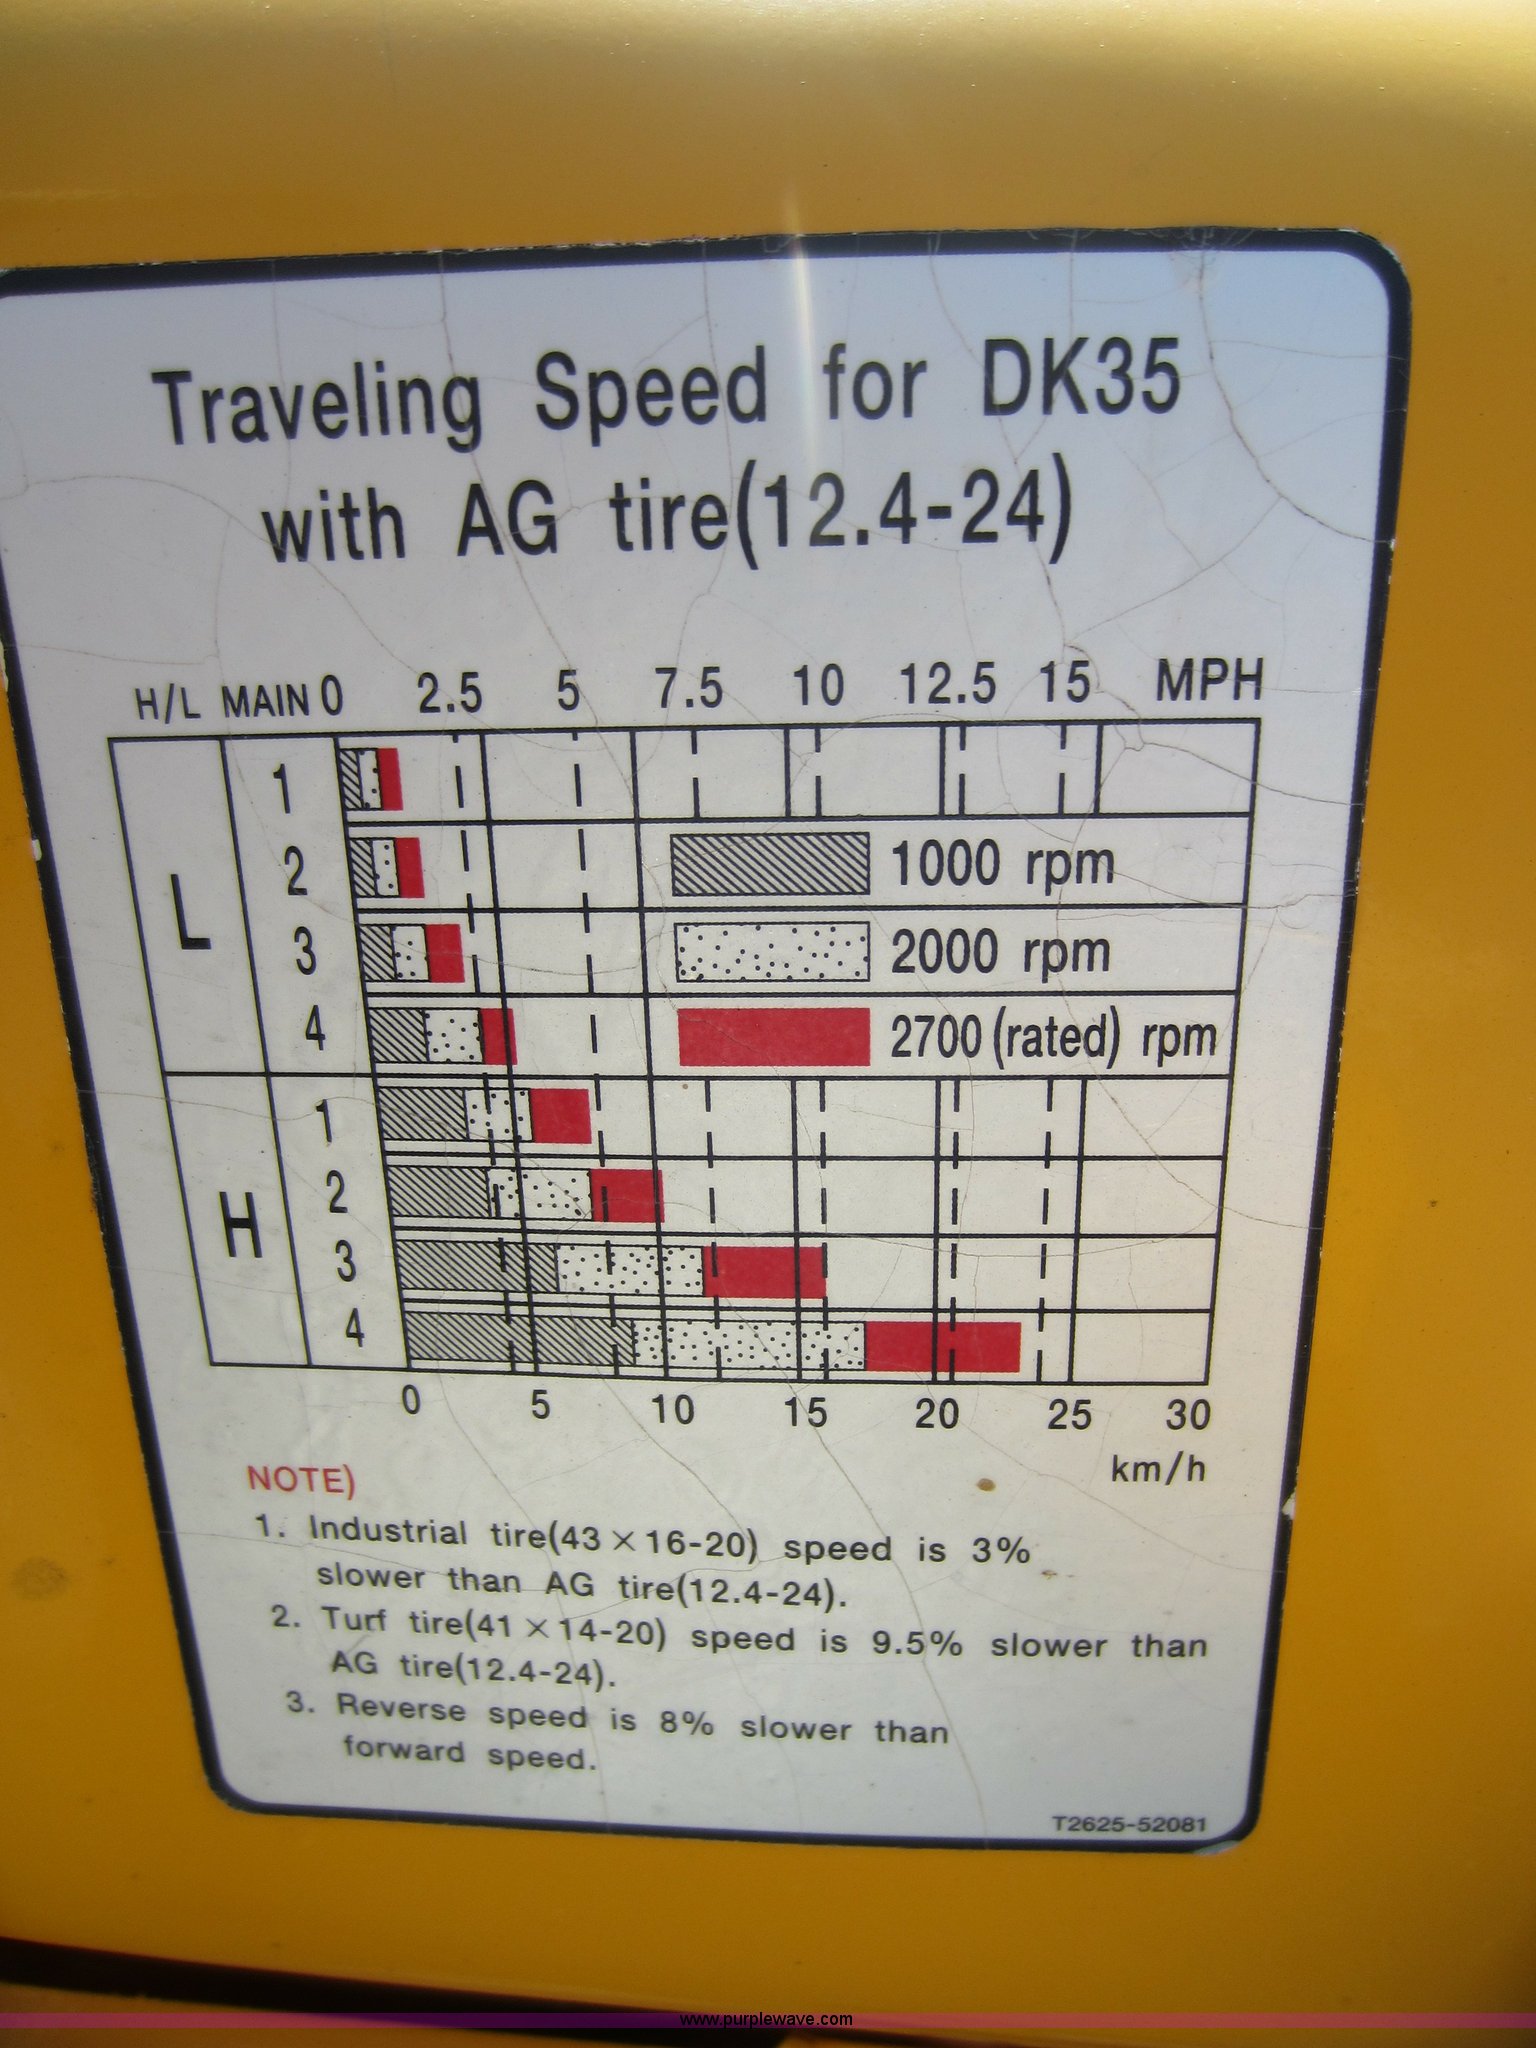 Traveling Speed for DK35
with AG tire(12.4-24)
H/L MAIN 0 2.5 5 7.5 10 12.5 15 MPH
L
1
2 1000 rpm
3 2000 rpm
4 2700 (rated) rpm
H
1
2
3
4
0 5 10 15 20 25 30
km/h
NOTE)
1. Industrial tire(43×16-20) speed is 3%
slower than AG tire(12.4-24).
2. Turf tire(41×14-20) speed is 9.5% slower than
AG tire(12.4-24).
3. Reverse speed is 8% slower than
forward speed.
T2625-52081
www.purplewave.com